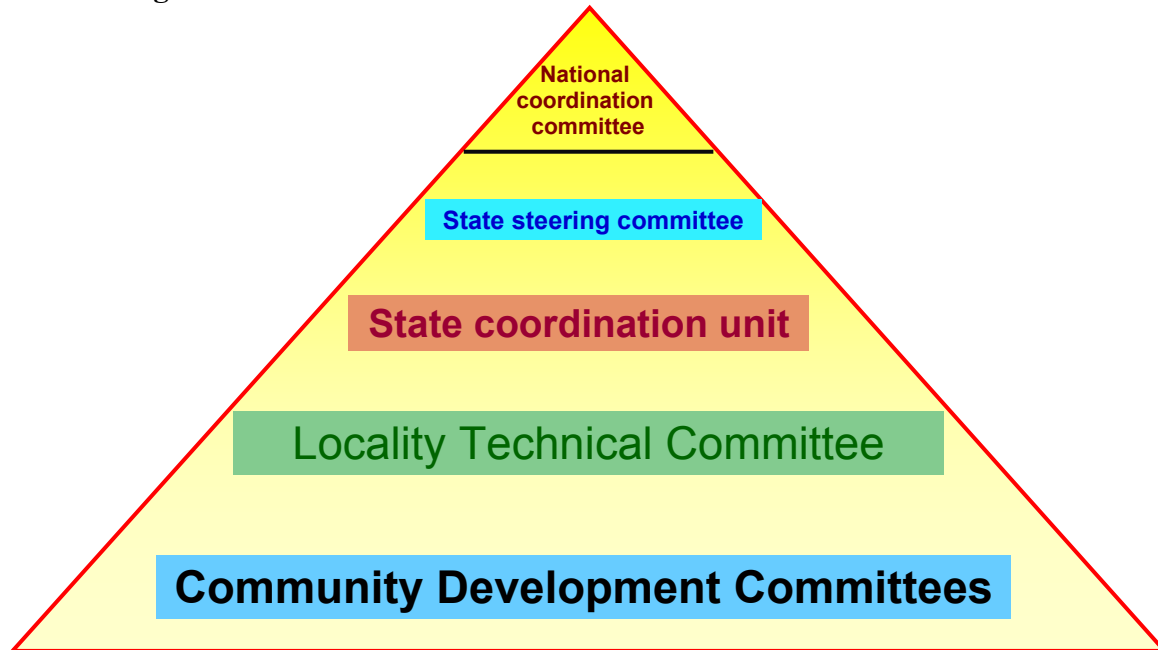 National
coordination
committee
State steering committee
State coordination unit
Locality Technical Committee
Community Development Committees